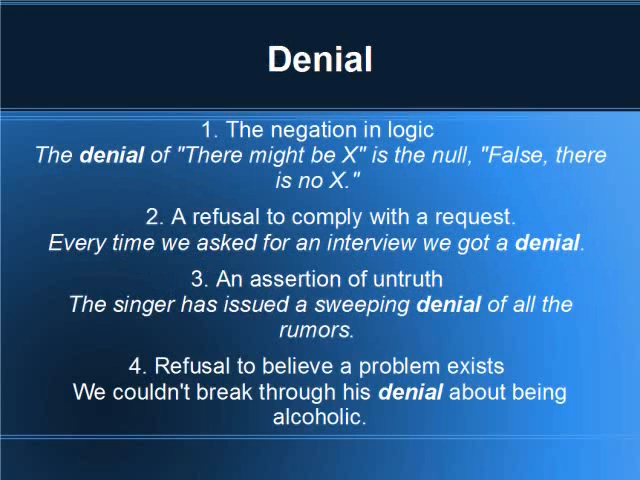 Denial
1. The negation in logic
The denial of "There might be X" is the null, "False, there
is no X."
2. A refusal to comply with a request.
Every time we asked for an interview we got a denial.
3. An assertion of untruth
The singer has issued a sweeping denial of all the
rumors.
4. Refusal to believe a problem exists
We couldn't break through his denial about being
alcoholic.